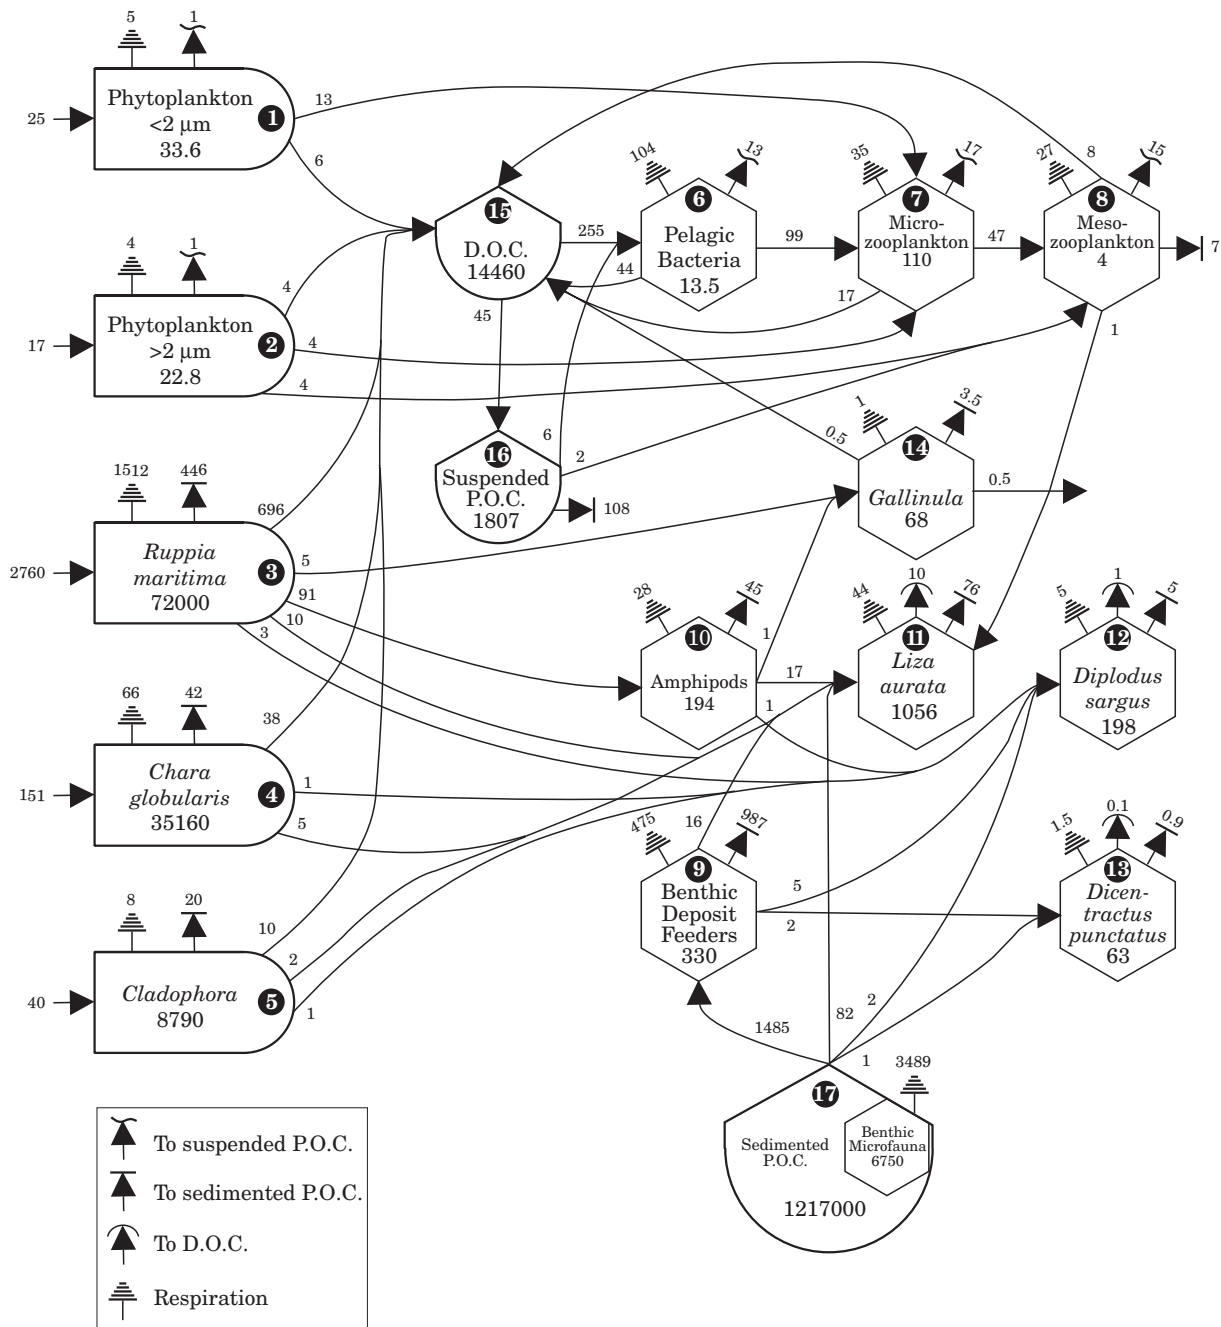 5
1
Phytoplankton
<2 µm
33.6
1
25
13
6
4
1
Phytoplankton
>2 µm
22.8
2
17
4
4
4
1512
446
696
Ruppia
maritima
72000
3
2760
5
91
10
3
66
42
38
Chara
globularis
35160
4
151
1
5
8
20
10
Cladophora
8790
5
40
2
1
15
D.O.C.
14460
255
45
44
16
Suspended
P.O.C.
1807
6
2
108
104
13
6
Pelagic
Bacteria
13.5
99
35
17
7
Micro-
zooplankton
110
17
47
27
8
15
8
Meso-
zooplankton
4
7
1
1
3.5
0.5
14
Gallinula
68
0.5
28
45
10
Amphipods
194
1
17
1
44
10
76
11
Liza
aurata
1056
5
1
5
12
Diplodus
sargus
198
475
16
987
9
Benthic
Deposit
Feeders
330
5
2
1.5
0.1
0.9
13
Dicen-
tractus
punctatus
63
1485
82
2
1
3489
17
Sedimented
P.O.C.
Benthic
Microfauna
6750
1217000
To suspended P.O.C.
To sedimented P.O.C.
To D.O.C.
Respiration